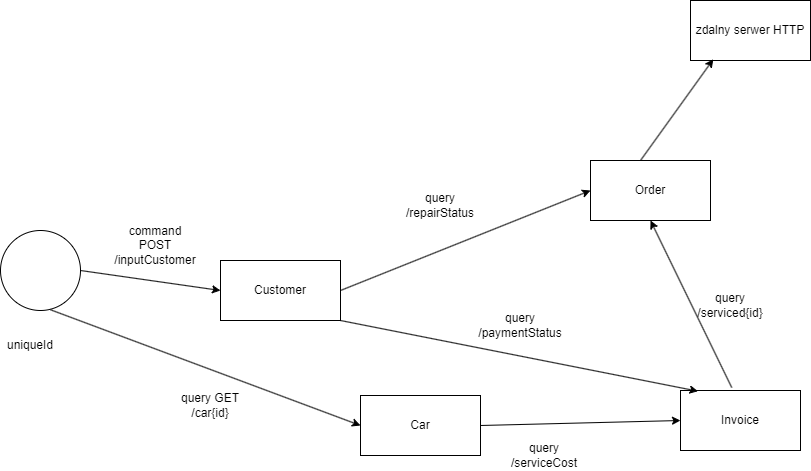 zdalny serwer HTTP
Order
query
/repairStatus
command
POST
/inputCustomer
Customer
query
/serviced{id}
query
/paymentStatus
uniqueId
query GET
/car{id}
Car
Invoice
query
/serviceCost